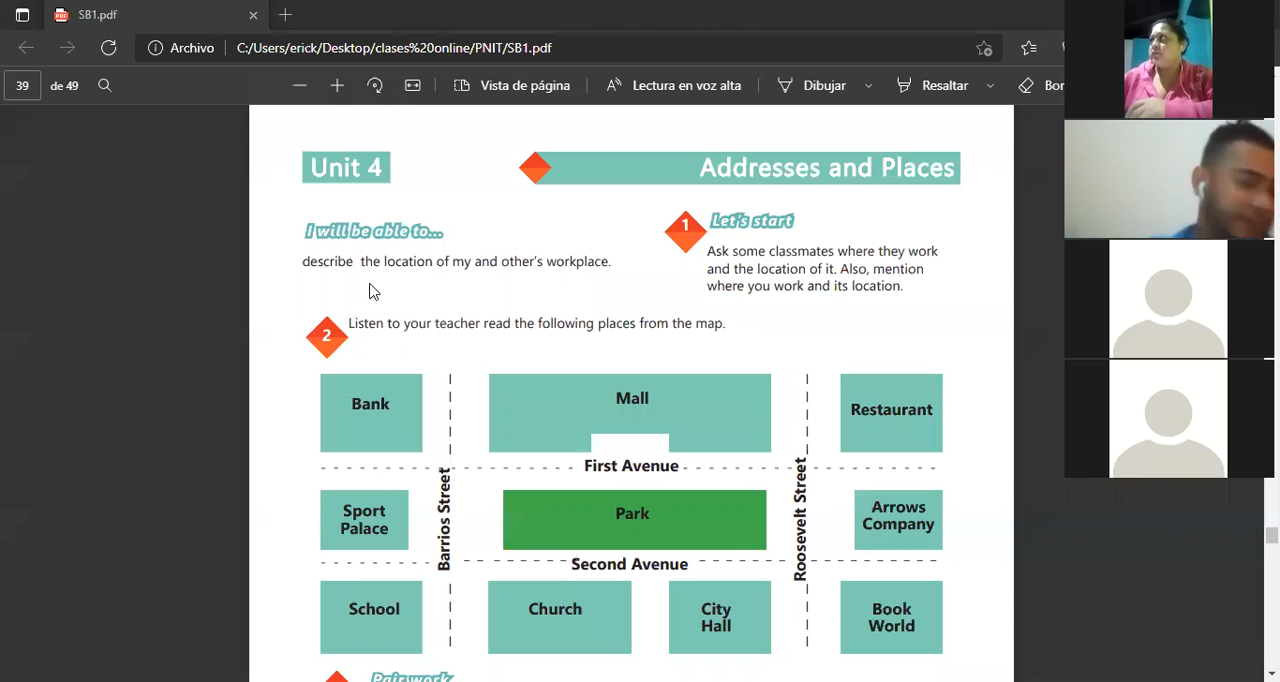 SB1.pdf
Archivo
C:/Users/erick/Desktop/clases%20online/PNIT/SB1.pdf
39 de 49
Vista de página
Lectura en voz alta
Dibujar
Resaltar
Bor
Unit 4
Addresses and Places
I will be able to...
describe the location of my and other's workplace.
1
Let's start
Ask some classmates where they work
and the location of it. Also, mention
where you work and its location.
2
Listen to your teacher read the following places from the map.
Bank
Mall
Restaurant
First Avenue
Barrios Street
Roosevelt Street
Sport
Palace
Park
Arrows
Company
Second Avenue
School
Church
City
Hall
Book
World
Pair work